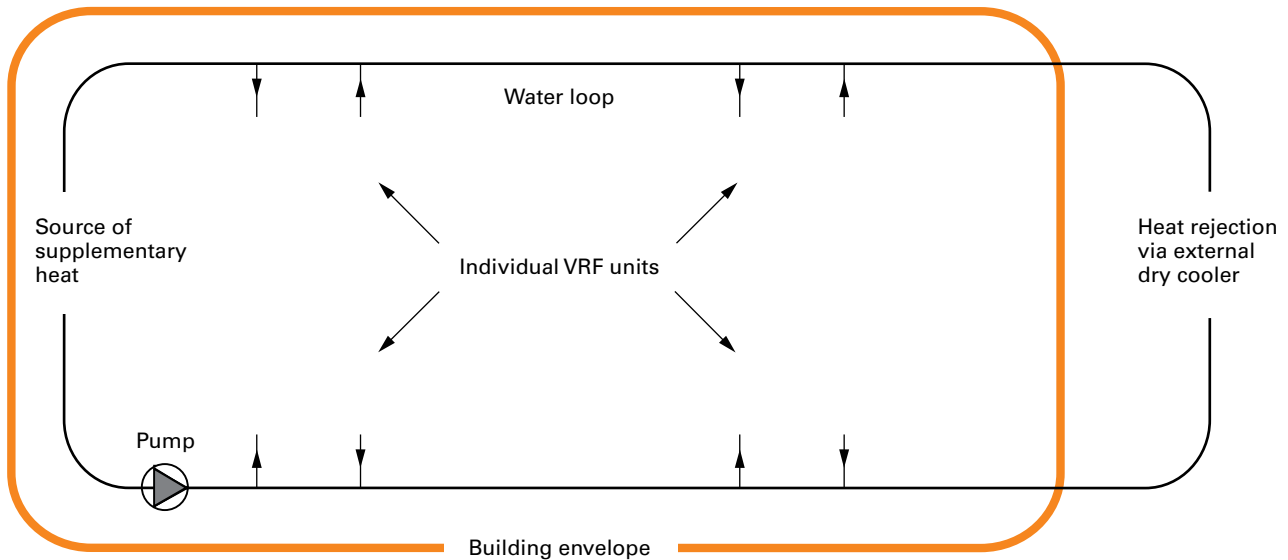 Water loop
Source of
supplementary
heat
Individual VRF units
Heat rejection
via external
dry cooler
Pump
Building envelope